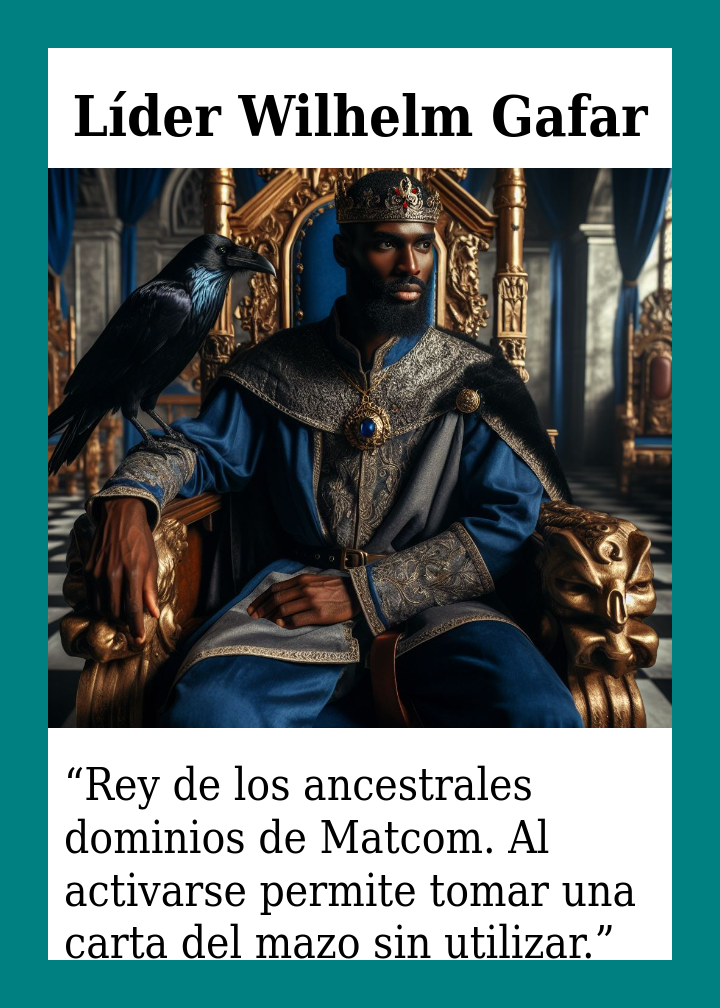 Líder Wilhelm Gafar
“Rey de los ancestrales
dominios de Matcom. Al
activarse permite tomar una
carta del mazo sin utilizar.”